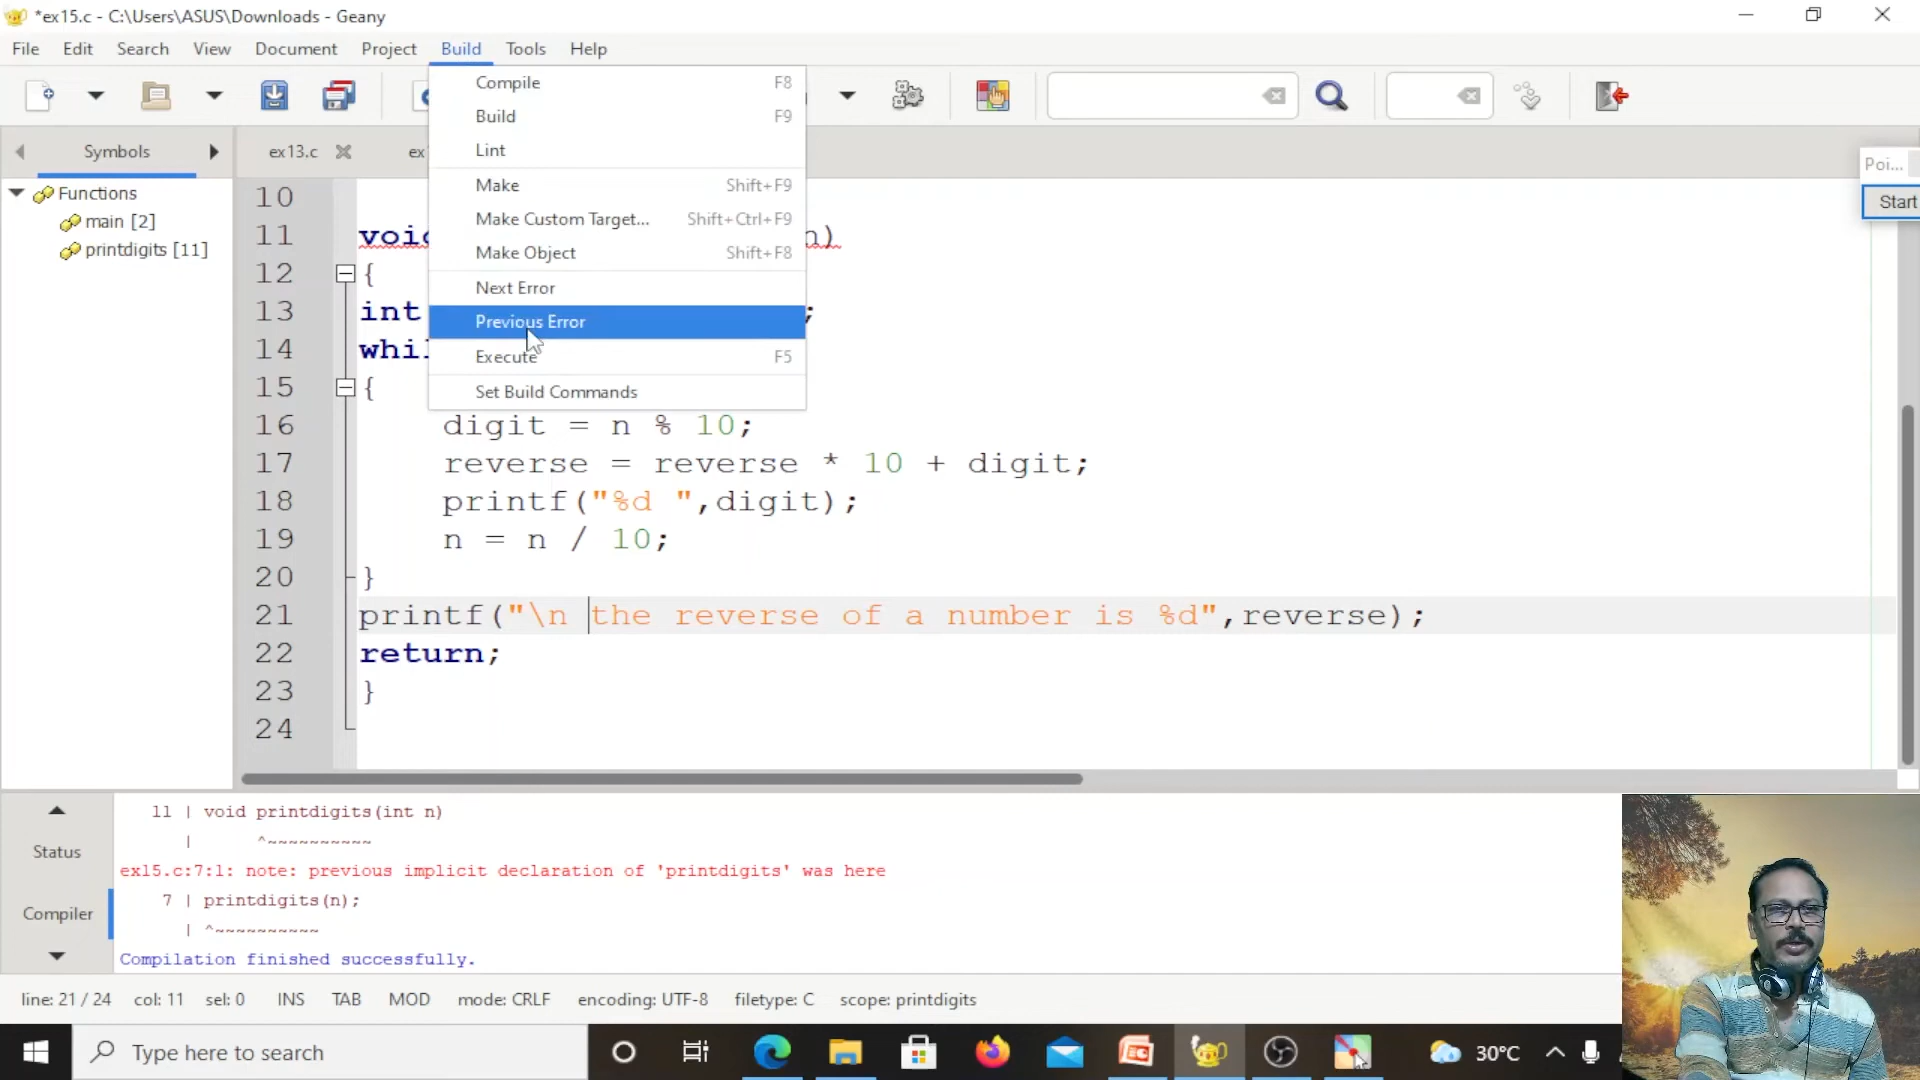 *ex15.c - C:\Users\ASUS\Downloads - Geany
File Edit Search View Document Project Build Tools Help
Compile F8
Build F9
Lint
Make Shift+F9
Make Custom Target... Shift+Ctrl+F9
Make Object Shift+F8
Next Error
Previous Error
Execute F5
Set Build Commands
Symbols
Functions
main [2]
printdigits [11]
ex13.c
ex
Poi...
Start
10
11 void n)
12 {
13 int ;
14 whil
15 {
16 digit = n % 10;
17 reverse = reverse * 10 + digit;
18 printf("%d ",digit);
19 n = n / 10;
20 }
21 printf("\n the reverse of a number is %d",reverse);
22 return;
23 }
24
Status
Compiler
11 | void printdigits(int n)
| ^~~~~~~~~~~
ex15.c:7:1: note: previous implicit declaration of 'printdigits' was here
7 | printdigits(n);
| ^~~~~~~~~~~
Compilation finished successfully.
line: 21 / 24 col: 11 sel: 0 INS TAB MOD mode: CRLF encoding: UTF-8 filetype: C scope: printdigits
Type here to search
30°C